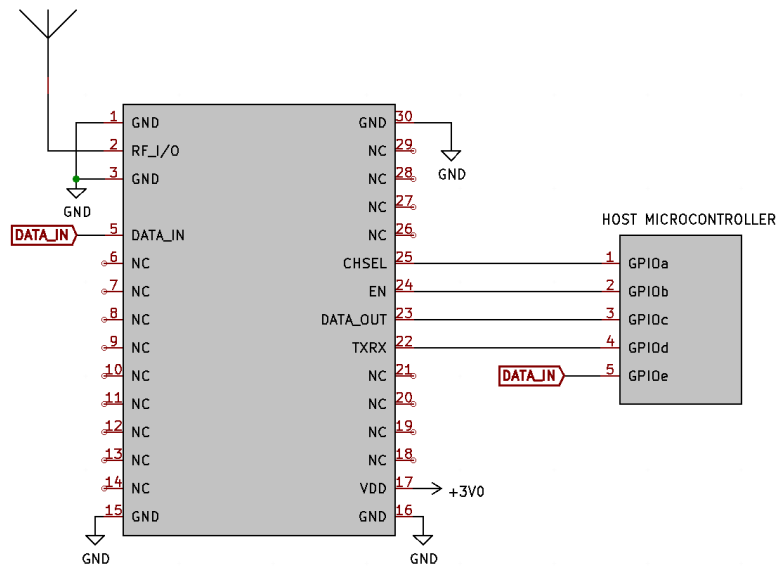 1 GND GND 30
2 RF_I/O NC 29
3 GND NC 28
GND GND
NC 27
HOST MICROCONTROLLER
DATA_IN 5 DATA_IN NC 26
6 NC CHSEL 25 1 GPIOa
7 NC EN 24 2 GPIOb
8 NC DATA_OUT 23 3 GPIOc
9 NC TXRX 22 4 GPIOd
10 NC NC 21 DATA_IN 5 GPIOe
11 NC NC 20
12 NC NC 19
13 NC NC 18
14 NC VDD 17 +3V0
15 GND GND 16
GND GND